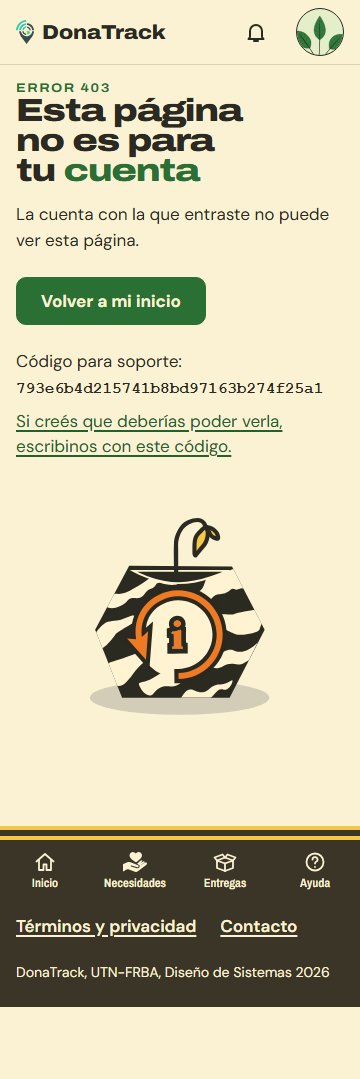 DonaTrack
ERROR 403
Esta página
no es para
tu cuenta
La cuenta con la que entraste no puede
ver esta página.
Volver a mi inicio
Código para soporte:
793e6b4d215741b8bd97163b274f25a1
Si creés que deberías poder verla,
escribinos con este código.
i
Inicio Necesidades Entregas Ayuda
Términos y privacidad Contacto
DonaTrack, UTN-FRBA, Diseño de Sistemas 2026